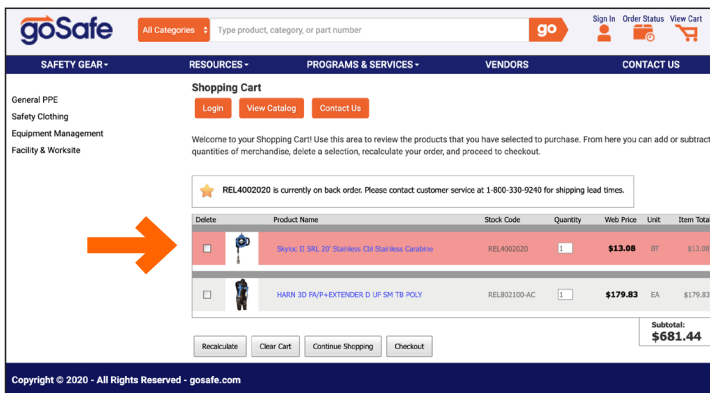 goSafe
All Categories
Type product, category, or part number
go
Sign In
Order Status
View Cart
SAFETY GEAR
RESOURCES
PROGRAMS & SERVICES
VENDORS
CONTACT US
General PPE
Safety Clothing
Equipment Management
Facility & Worksite
Shopping Cart
Login
View Catalog
Contact Us
Welcome to your Shopping Cart! Use this area to review the products that you have selected to purchase. From here you can add or subtract
quantities of merchandise, delete a selection, recalculate your order, and proceed to checkout.
REL4002020 is currently on back order. Please contact customer service at 1-800-330-9240 for shipping lead times.
Delete Product Name Stock Code Quantity Web Price Unit Item Total
Skyloc II SRL 20' Stainless Cbl Stainless Carabine REL4002020 1 $13.08 BT $13.08
HARN 3D FA/P+EXTENDER D UF SM TB POLY REL802100-AC 1 $179.83 EA $179.83
Subtotal:
$681.44
Recalculate
Clear Cart
Continue Shopping
Checkout
Copyright © 2020 - All Rights Reserved - gosafe.com